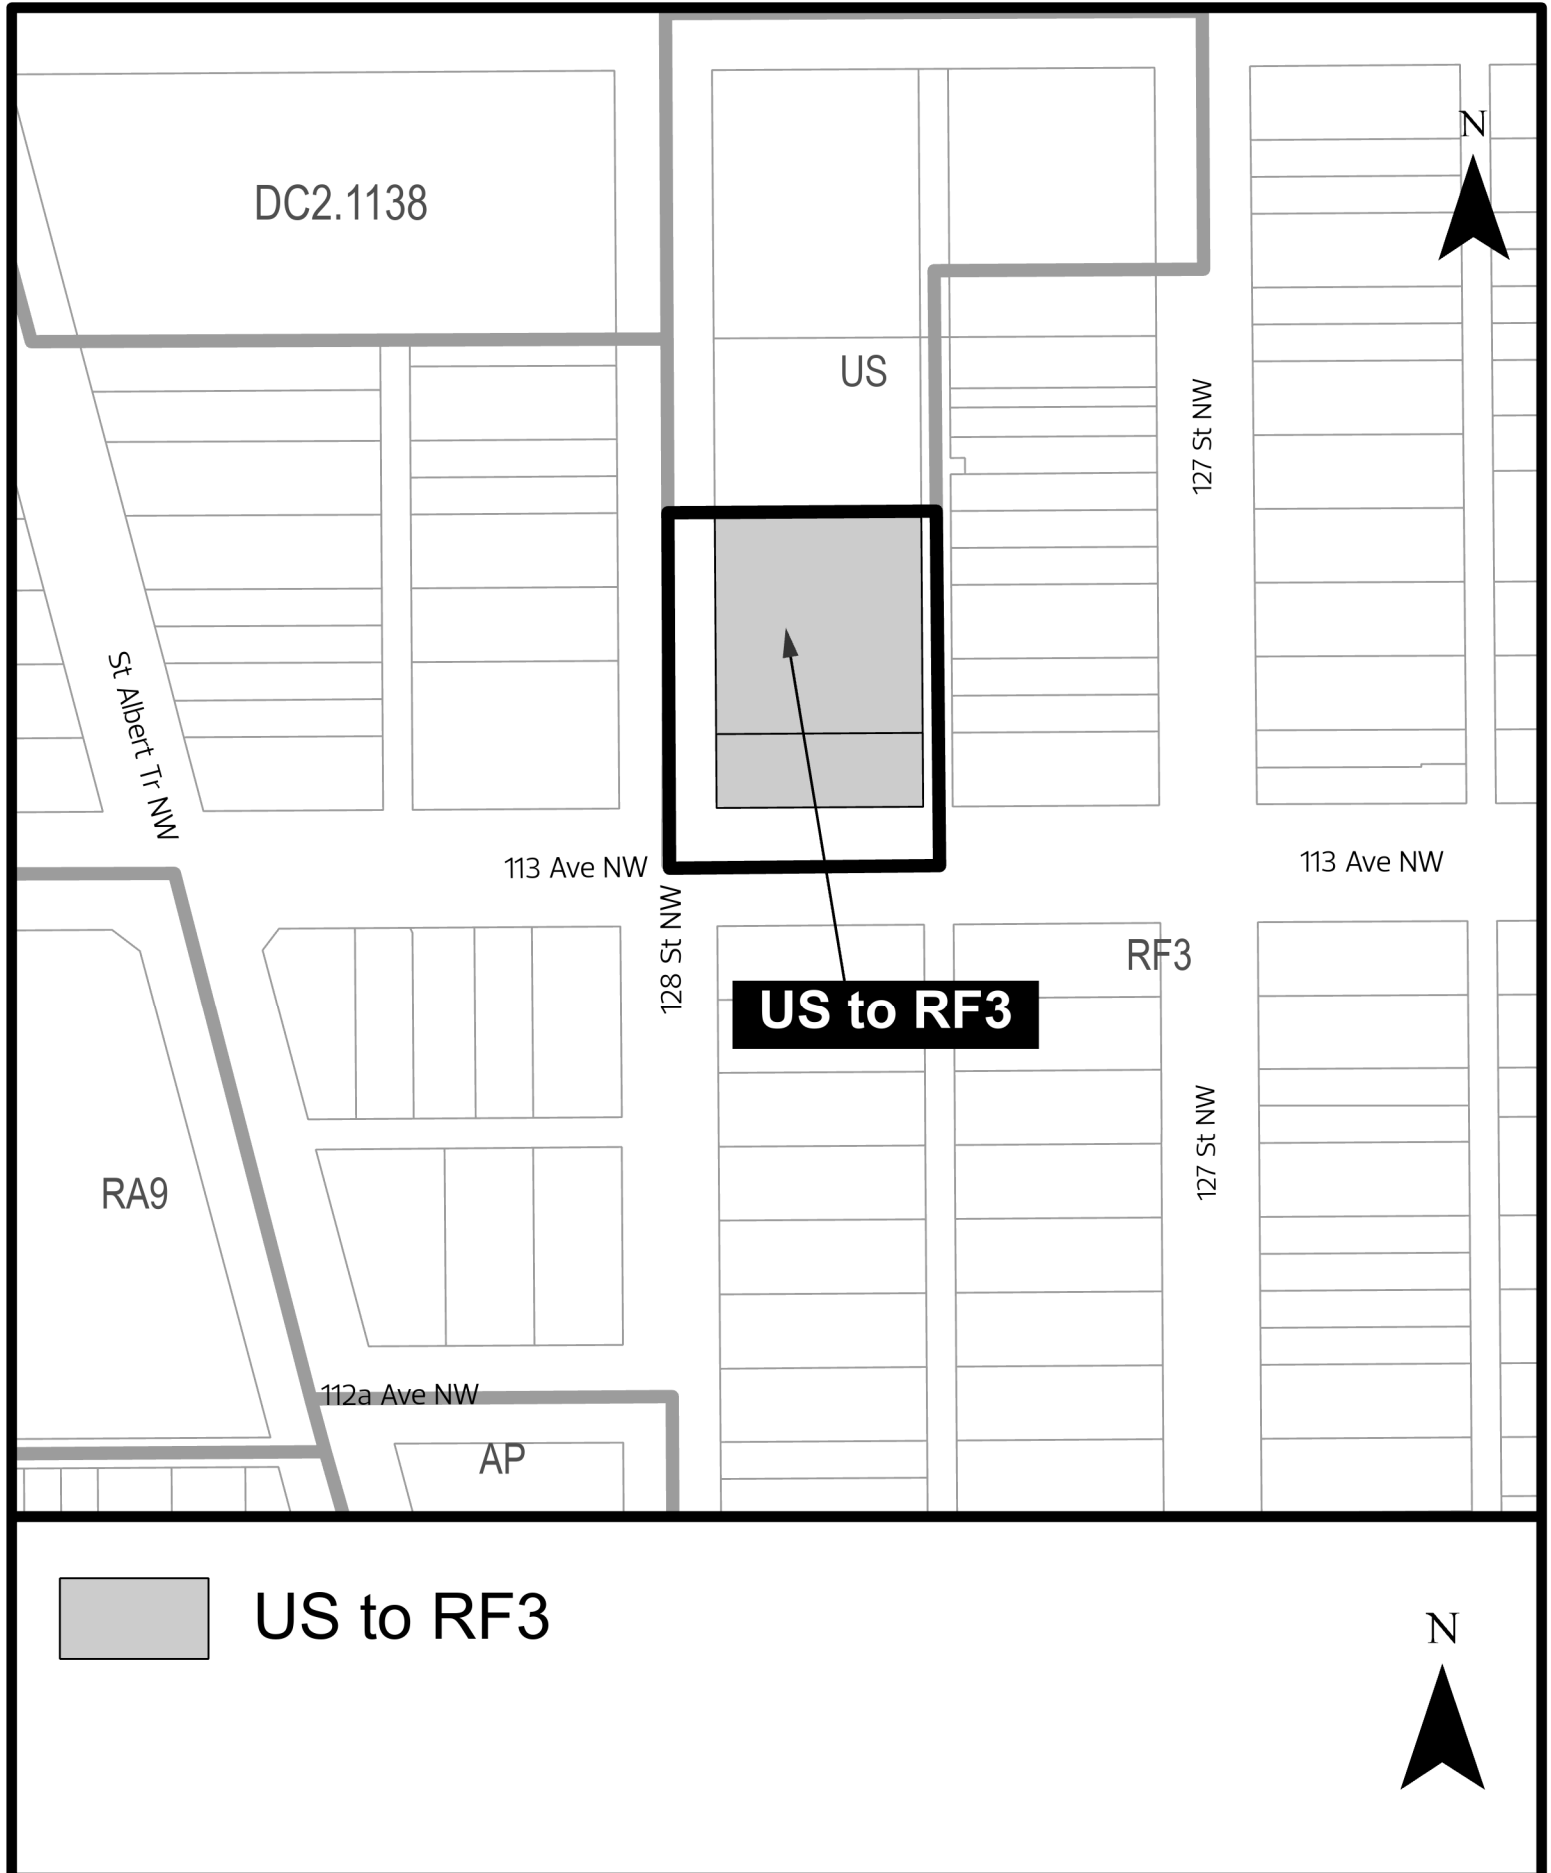 N
DC2.1138
US
127 St NW
St Albert Tr NW
113 Ave NW
113 Ave NW
128 St NW
RF3
US to RF3
127 St NW
RA9
112a Ave NW
AP
US to RF3
N